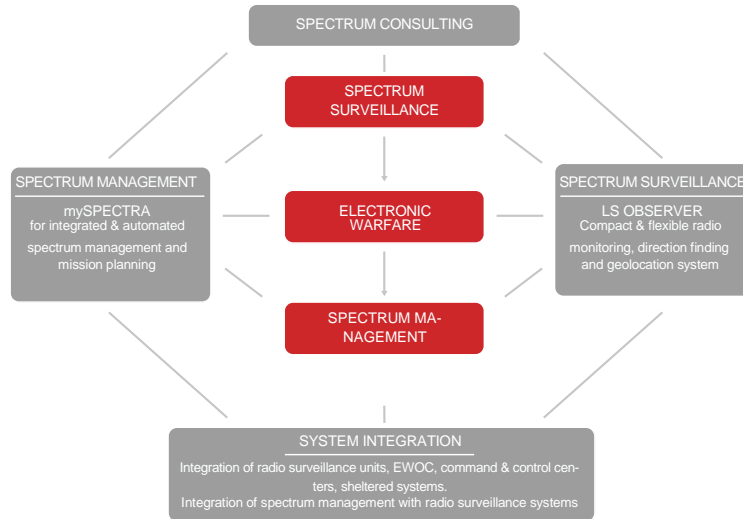 SPECTRUM CONSULTING
SPECTRUM
SURVEILLANCE
SPECTRUM MANAGEMENT
mySPECTRA
for integrated & automated
spectrum management and
mission planning
ELECTRONIC
WARFARE
SPECTRUM SURVEILLANCE
LS OBSERVER
Compact & flexible radio
monitoring, direction finding
and geolocation system
SPECTRUM MA-
NAGEMENT
SYSTEM INTEGRATION
Integration of radio surveillance units, EWOC, command & control cen-
ters, sheltered systems.
Integration of spectrum management with radio surveillance systems